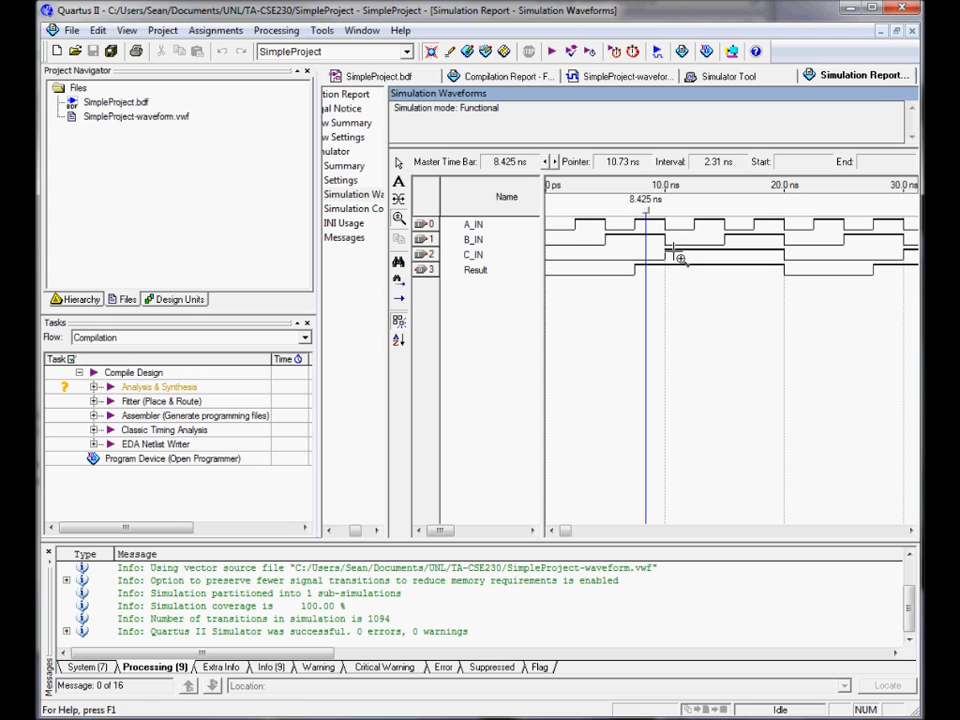 Quartus II - C:/Users/Sean/Documents/UNL/TA-CSE230/SimpleProject - SimpleProject - [Simulation Report - Simulation Waveforms]
File Edit View Project Assignments Processing Tools Window Help
SimpleProject
Project Navigator
Files
SimpleProject.bdf
SimpleProject-waveform.vwf
Hierarchy Files Design Units
Tasks
Flow: Compilation
Task Time
Compile Design
Analysis & Synthesis
Fitter (Place & Route)
Assembler (Generate programming files)
Classic Timing Analysis
EDA Netlist Writer
Program Device (Open Programmer)
SimpleProject.bdf Compilation Report - F... SimpleProject-wavefor... Simulator Tool Simulation Report...
tion Report
gal Notice
w Summary
w Settings
mulator
Summary
Settings
Simulation Wa
Simulation Co
INI Usage
Messages
Simulation Waveforms
Simulation mode: Functional
Master Time Bar: 8.425 ns Pointer: 10.73 ns Interval: 2.31 ns Start: End:
Name
0 ps 10.0 ns 20.0 ns 30.0 ns
8.425 ns
0 A_IN
1 B_IN
2 C_IN
3 Result
Type Message
Info: Using vector source file "C:/Users/Sean/Documents/UNL/TA-CSE230/SimpleProject-waveform.vwf"
Info: Option to preserve fewer signal transitions to reduce memory requirements is enabled
Info: Simulation partitioned into 1 sub-simulations
Info: Simulation coverage is 100.00 %
Info: Number of transitions in simulation is 1094
Info: Quartus II Simulator was successful. 0 errors, 0 warnings
System (7) Processing (9) Extra Info Info (9) Warning Critical Warning Error Suppressed Flag
Messages
Message: 0 of 16 Location: Locate
For Help, press F1 Idle NUM